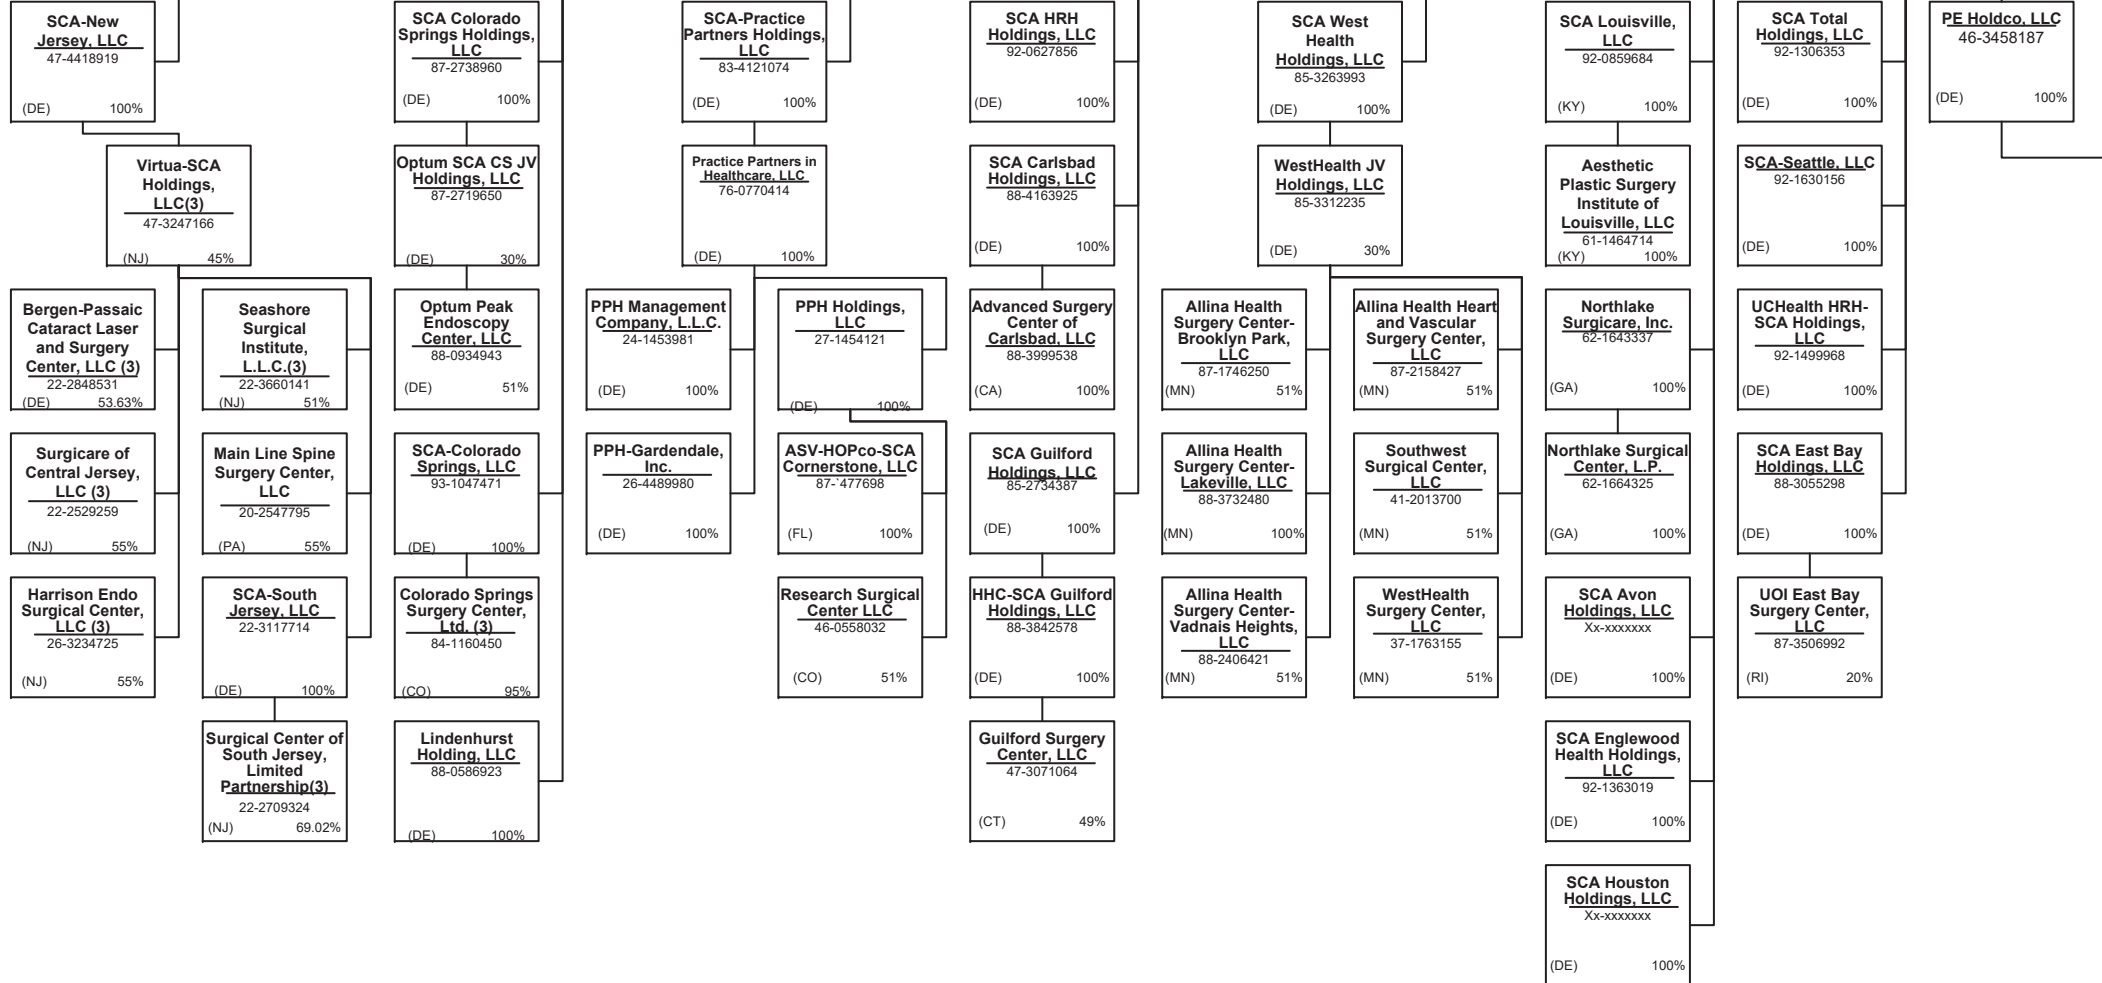 SCA-New
Jersey, LLC
47-4418919
(DE) 100%
Virtua-SCA
Holdings,
LLC(3)
47-3247166
(NJ) 45%
Bergen-Passaic
Cataract Laser
and Surgery
Center, LLC (3)
22-2848531
(DE) 53.63%
Seashore
Surgical
Institute,
L.L.C.(3)
22-3660141
(NJ) 51%
Surgicare of
Central Jersey,
LLC (3)
22-2529259
(NJ) 55%
Main Line Spine
Surgery Center,
LLC
20-2547795
(PA) 55%
Harrison Endo
Surgical Center,
LLC (3)
26-3234725
(NJ) 55%
SCA-South
Jersey, LLC
22-3117714
(DE) 100%
Surgical Center of
South Jersey,
Limited
Partnership(3)
22-2709324
(NJ) 69.02%
SCA Colorado
Springs Holdings,
LLC
87-2738960
(DE) 100%
Optum SCA CS JV
Holdings, LLC
87-2719650
(DE) 30%
Optum Peak
Endoscopy
Center, LLC
88-0934943
(DE) 51%
SCA-Colorado
Springs, LLC
93-1047471
(DE) 100%
Colorado Springs
Surgery Center,
Ltd. (3)
84-1160450
(CO) 95%
Lindenhurst
Holding, LLC
88-0586923
(DE) 100%
SCA-Practice
Partners Holdings,
LLC
83-4121074
(DE) 100%
Practice Partners in
Healthcare, LLC
76-0770414
(DE) 100%
PPH Management
Company, L.L.C.
24-1453981
(DE) 100%
PPH Holdings,
LLC
27-1454121
(DE) 100%
PPH-Gardendale,
Inc.
26-4489980
(DE) 100%
ASV-HOPco-SCA
Cornerstone, LLC
87-`477698
(FL) 100%
Research Surgical
Center LLC
46-0558032
(CO) 51%
SCA HRH
Holdings, LLC
92-0627856
(DE) 100%
SCA Carlsbad
Holdings, LLC
88-4163925
(DE) 100%
Advanced Surgery
Center of
Carlsbad, LLC
88-3999538
(CA) 100%
SCA Guilford
Holdings, LLC
85-2734387
(DE) 100%
HHC-SCA Guilford
Holdings, LLC
88-3842578
(DE) 100%
Guilford Surgery
Center, LLC
47-3071064
(CT) 49%
SCA West
Health
Holdings, LLC
85-3263993
(DE) 100%
WestHealth JV
Holdings, LLC
85-3312235
(DE) 30%
Allina Health
Surgery Center-
Brooklyn Park,
LLC
87-1746250
(MN) 51%
Allina Health Heart
and Vascular
Surgery Center,
LLC
87-2158427
(MN) 51%
Allina Health
Surgery Center-
Lakeville, LLC
88-3732480
(MN) 100%
Southwest
Surgical Center,
LLC
41-2013700
(MN) 51%
Allina Health
Surgery Center-
Vadnais Heights,
LLC
88-2406421
(MN) 51%
WestHealth
Surgery Center,
LLC
37-1763155
(MN) 51%
SCA Louisville,
LLC
92-0859684
(KY) 100%
Aesthetic
Plastic Surgery
Institute of
Louisville, LLC
61-1464714
(KY) 100%
Northlake
Surgicare, Inc.
62-1643337
(GA) 100%
Northlake Surgical
Center, L.P.
62-1664325
(GA) 100%
SCA Avon
Holdings, LLC
Xx-xxxxxxx
(DE) 100%
SCA Englewood
Health Holdings,
LLC
92-1363019
(DE) 100%
SCA Houston
Holdings, LLC
Xx-xxxxxxx
(DE) 100%
SCA Total
Holdings, LLC
92-1306353
(DE) 100%
SCA-Seattle, LLC
92-1630156
(DE) 100%
UCHealth HRH-
SCA Holdings,
LLC
92-1499968
(DE) 100%
SCA East Bay
Holdings, LLC
88-3055298
(DE) 100%
UOI East Bay
Surgery Center,
LLC
87-3506992
(RI) 20%
PE Holdco, LLC
46-3458187
(DE) 100%